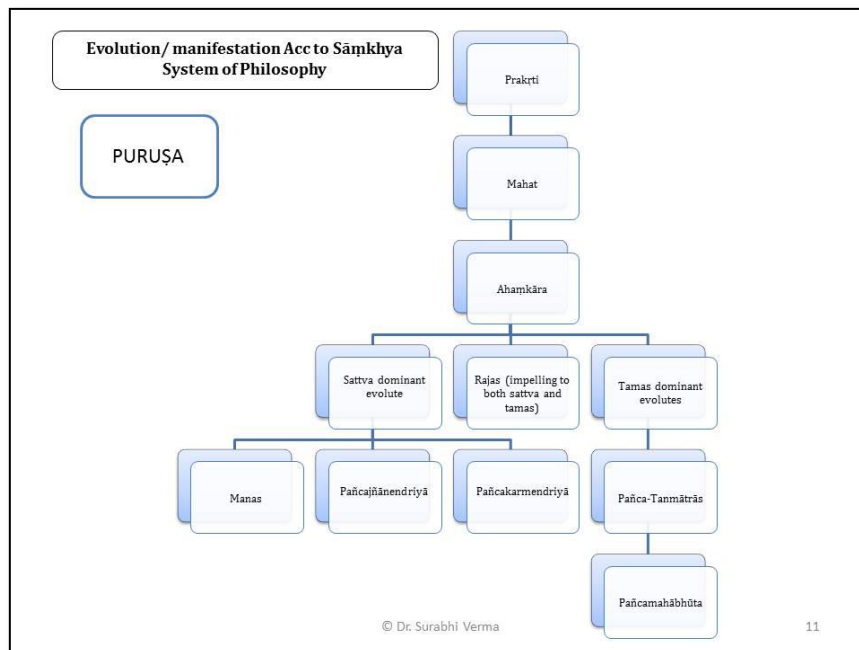 Evolution/ manifestation Acc to Sāṃkhya
System of Philosophy
PURUṢA
Prakṛti
Mahat
Ahaṃkāra
Sattva dominant
evolute
Rajas (impelling to
both sattva and
tamas)
Tamas dominant
evolutes
Manas
Pañcajñānendriyā
Pañcakarmendriyā
Pañca-Tanmātrās
Pañcamahābhūta
© Dr. Surabhi Verma
11